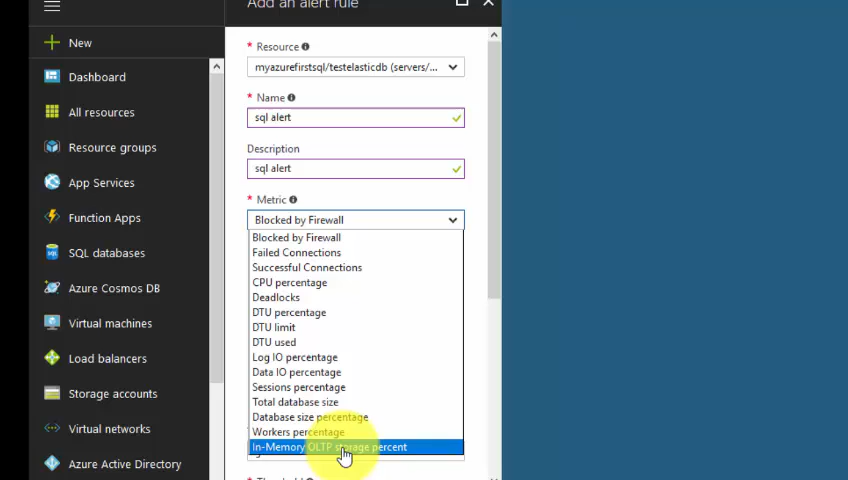 Add an alert rule
New
Dashboard
All resources
Resource groups
App Services
Function Apps
SQL databases
Azure Cosmos DB
Virtual machines
Load balancers
Storage accounts
Virtual networks
Azure Active Directory
* Resource
myazurefirstsql/testelasticdb (servers/...
* Name
sql alert
Description
sql alert
* Metric
Blocked by Firewall
Blocked by Firewall
Failed Connections
Successful Connections
CPU percentage
Deadlocks
DTU percentage
DTU limit
DTU used
Log IO percentage
Data IO percentage
Sessions percentage
Total database size
Database size percentage
Workers percentage
In-Memory OLTP storage percent